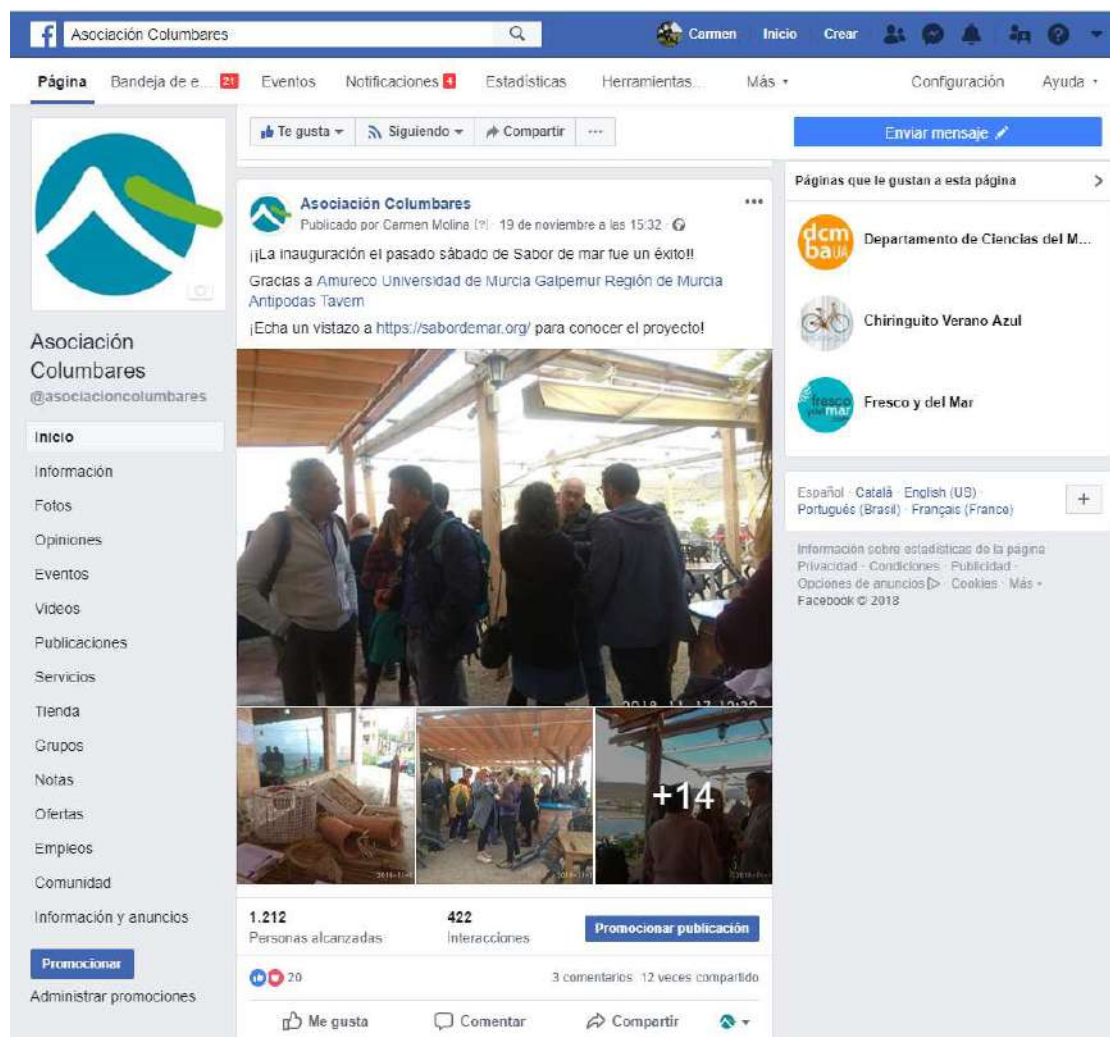 Asociación Columbares
Carmen Inicio Crear
Página Bandeja de e... 21 Eventos Notificaciones 4 Estadísticas Herramientas... Más Configuración Ayuda
Te gusta Siguiendo Compartir ...
Enviar mensaje
Asociación Columbares
@asociacioncolumbares
Inicio
Información
Fotos
Opiniones
Eventos
Videos
Publicaciones
Servicios
Tienda
Grupos
Notas
Ofertas
Empleos
Comunidad
Información y anuncios
Promocionar
Administrar promociones
Asociación Columbares
Publicado por Carmen Molina [?] · 19 de noviembre a las 15:32 ·
¡¡La inauguración el pasado sábado de Sabor de mar fue un éxito!!
Gracias a Amureco Universidad de Murcia Galpemur Región de Murcia
Antipodas Tavern
¡Echa un vistazo a https://sabordemar.org/ para conocer el proyecto!
+14
1.212
Personas alcanzadas
422
Interacciones
Promocionar publicación
20
3 comentarios 12 veces compartido
Me gusta Comentar Compartir
Páginas que le gustan a esta página
dcm
baUA
Departamento de Ciencias del M...
Chiringuito Verano Azul
fresco
ydelmar
Fresco y del Mar
Español · Català · English (US) ·
Português (Brasil) · Français (France)
Información sobre estadísticas de la página
Privacidad · Condiciones · Publicidad ·
Opciones de anuncios · Cookies · Más
Facebook © 2018